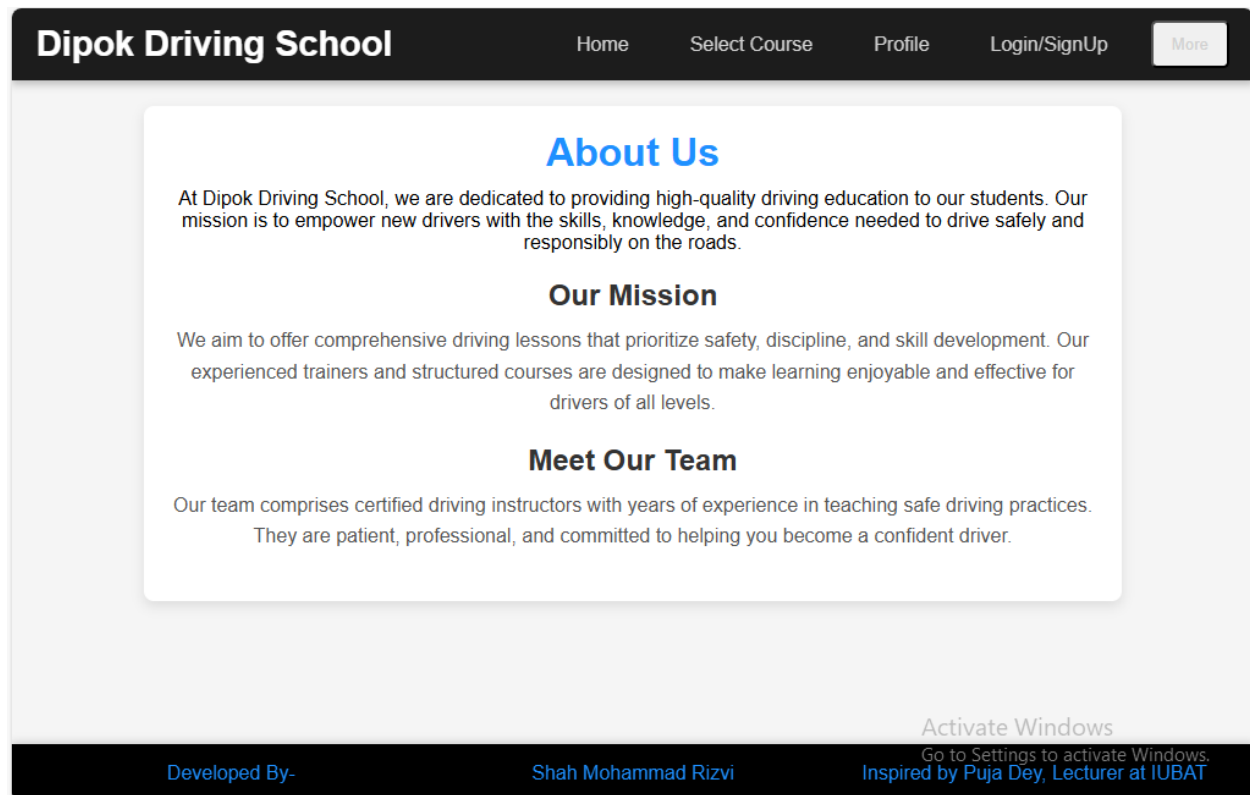 Dipok Driving School Home Select Course Profile Login/SignUp More
About Us
At Dipok Driving School, we are dedicated to providing high-quality driving education to our students. Our
mission is to empower new drivers with the skills, knowledge, and confidence needed to drive safely and
responsibly on the roads.
Our Mission
We aim to offer comprehensive driving lessons that prioritize safety, discipline, and skill development. Our
experienced trainers and structured courses are designed to make learning enjoyable and effective for
drivers of all levels.
Meet Our Team
Our team comprises certified driving instructors with years of experience in teaching safe driving practices.
They are patient, professional, and committed to helping you become a confident driver.
Activate Windows
Go to Settings to activate Windows.
Developed By- Shah Mohammad Rizvi Inspired by Puja Dey, Lecturer at IUBAT